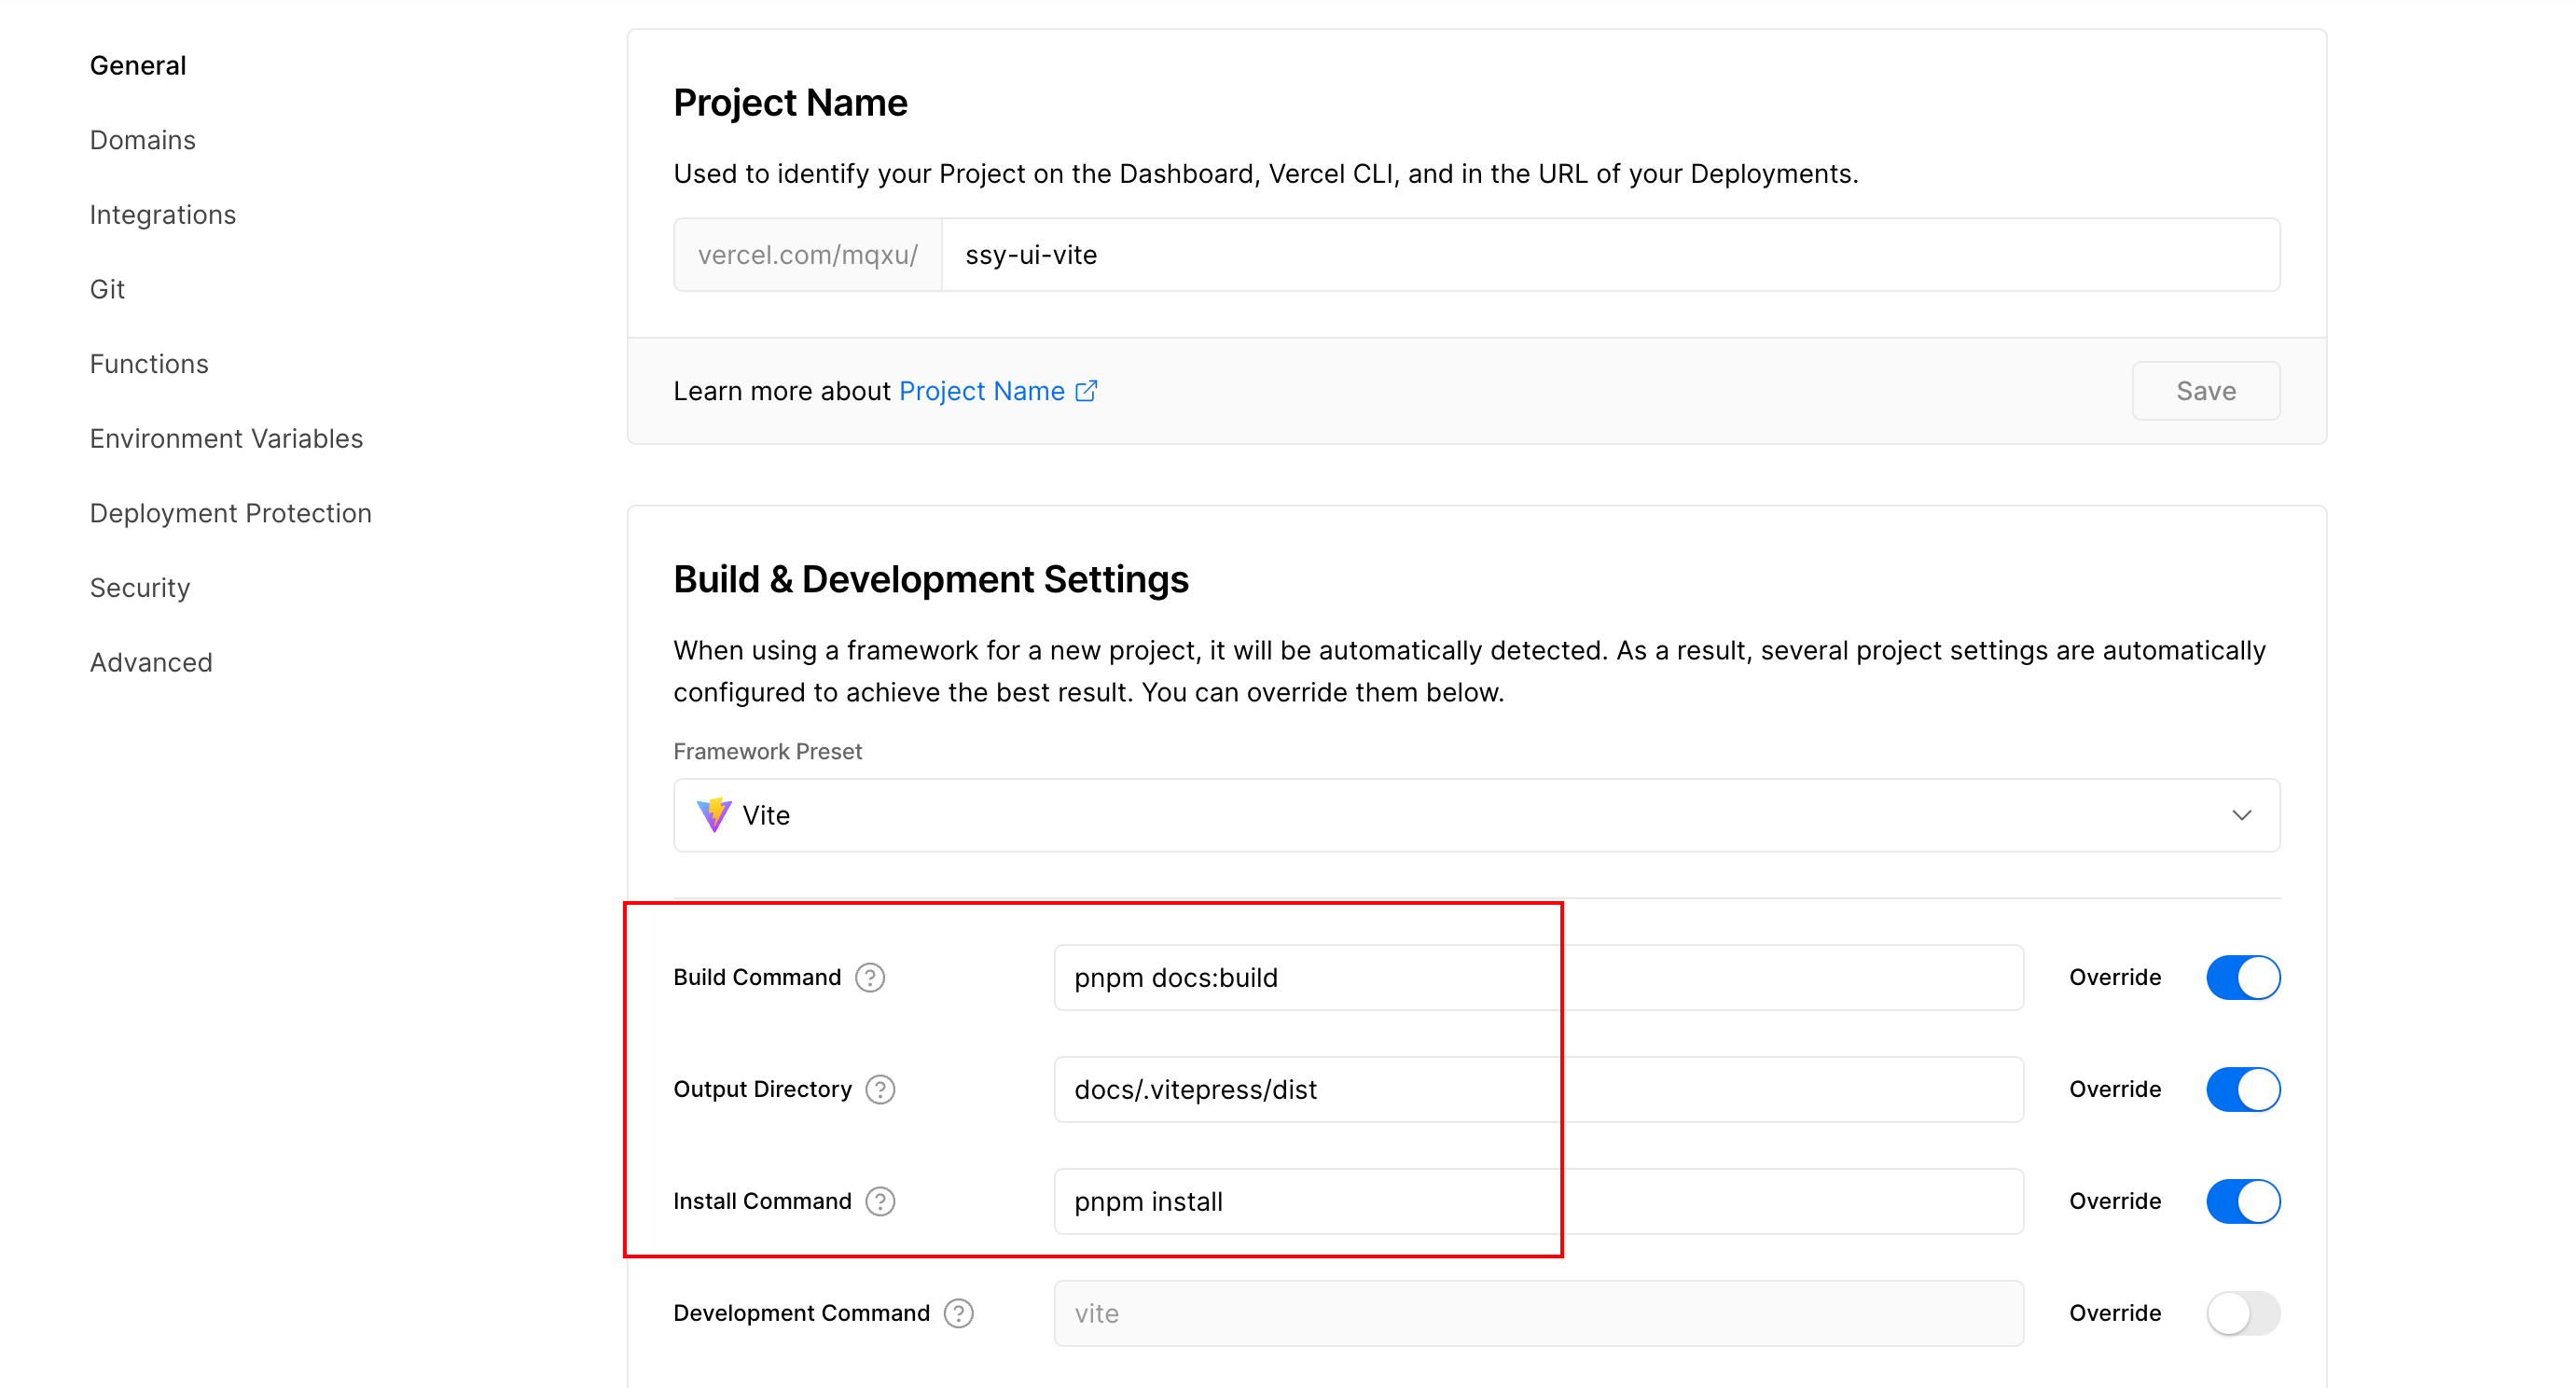 General
Domains
Integrations
Git
Functions
Environment Variables
Deployment Protection
Security
Advanced
Project Name
Used to identify your Project on the Dashboard, Vercel CLI, and in the URL of your Deployments.
vercel.com/mqxu/ ssy-ui-vite
Learn more about Project Name
Save
Build & Development Settings
When using a framework for a new project, it will be automatically detected. As a result, several project settings are automatically
configured to achieve the best result. You can override them below.
Framework Preset
Vite
Build Command ? pnpm docs:build Override
Output Directory ? docs/.vitepress/dist Override
Install Command ? pnpm install Override
Development Command ? vite Override